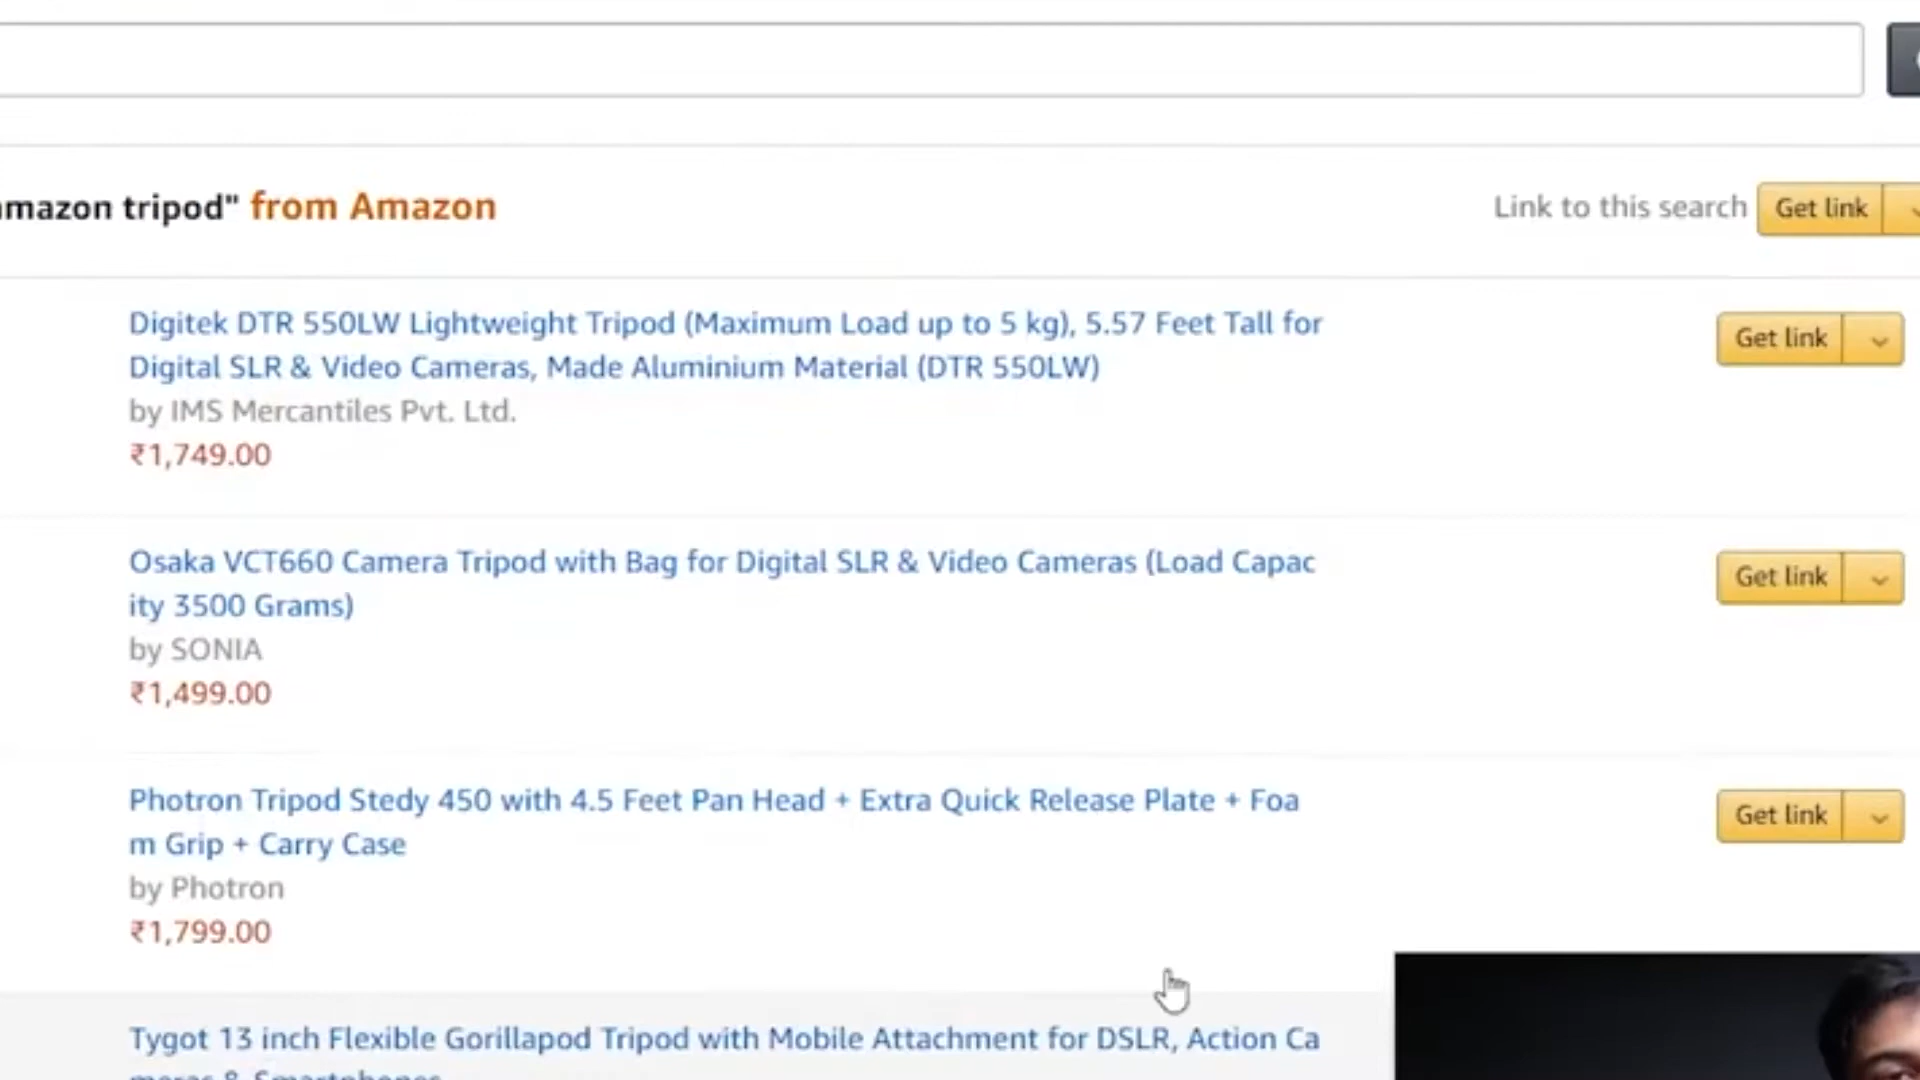 amazon tripod" from Amazon
Link to this search Get link
Digitek DTR 550LW Lightweight Tripod (Maximum Load up to 5 kg), 5.57 Feet Tall for
Digital SLR & Video Cameras, Made Aluminium Material (DTR 550LW)
by IMS Mercantiles Pvt. Ltd.
₹1,749.00
Get link
Osaka VCT660 Camera Tripod with Bag for Digital SLR & Video Cameras (Load Capac
ity 3500 Grams)
by SONIA
₹1,499.00
Get link
Photron Tripod Stedy 450 with 4.5 Feet Pan Head + Extra Quick Release Plate + Foa
m Grip + Carry Case
by Photron
₹1,799.00
Get link
Tygot 13 inch Flexible Gorillapod Tripod with Mobile Attachment for DSLR, Action Ca
meras & Smartphones